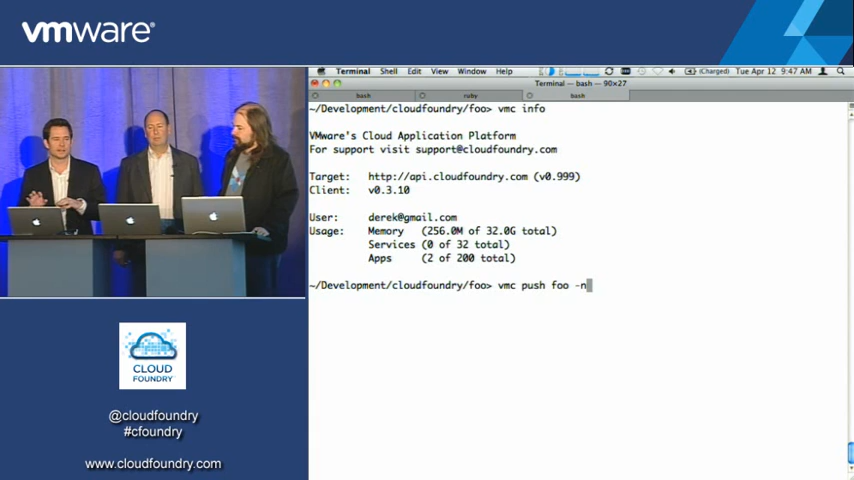 vmware®
Terminal Shell Edit View Window Help (Charged) Tue Apr 12 9:47 AM
Terminal — bash — 90×27
bash ruby bash
~/Development/cloudfoundry/foo> vmc info
VMware's Cloud Application Platform
For support visit support@cloudfoundry.com
Target: http://api.cloudfoundry.com (v0.999)
Client: v0.3.10
User: derek@gmail.com
Usage: Memory (256.0M of 32.0G total)
Services (0 of 32 total)
Apps (2 of 200 total)
~/Development/cloudfoundry/foo> vmc push foo -n
CLOUD
FOUNDRY
@cloudfoundry
#cfoundry
www.cloudfoundry.com